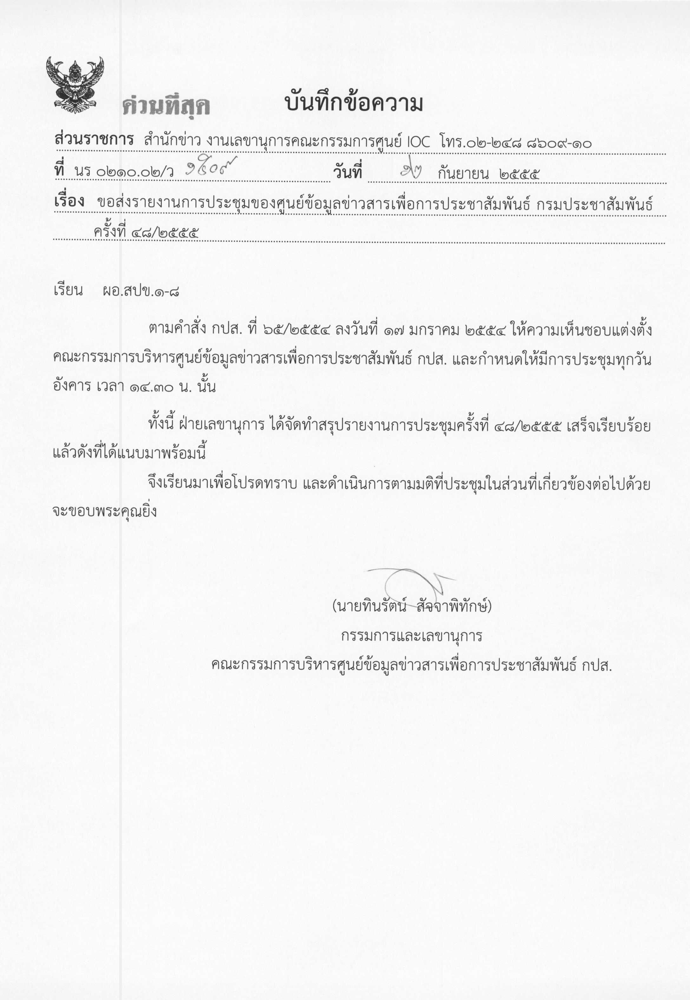 ด่วนที่สุด
บันทึกข้อความ
ส่วนราชการ สำนักข่าว งานเลขานุการคณะกรรมการศูนย์ IOC โทร.๐๒-๒๔๘ ๘๖๐๙-๑๐
ที่ นร ๐๒๑๐.๐๒/ว ๑๕๐๙ วันที่ ๑๒ กันยายน ๒๕๕๕
เรื่อง ขอส่งรายงานการประชุมของศูนย์ข้อมูลข่าวสารเพื่อการประชาสัมพันธ์ กรมประชาสัมพันธ์
ครั้งที่ ๔๘/๒๕๕๕
เรียน ผอ.สปข.๑-๘
ตามคำสั่ง กปส. ที่ ๖๕/๒๕๕๔ ลงวันที่ ๑๗ มกราคม ๒๕๕๔ ให้ความเห็นชอบแต่งตั้ง
คณะกรรมการบริหารศูนย์ข้อมูลข่าวสารเพื่อการประชาสัมพันธ์ กปส. และกำหนดให้มีการประชุมทุกวัน
อังคาร เวลา ๑๔.๓๐ น. นั้น
ทั้งนี้ ฝ่ายเลขานุการ ได้จัดทำสรุปรายงานการประชุมครั้งที่ ๔๘/๒๕๕๕ เสร็จเรียบร้อย
แล้วดังที่ได้แนบมาพร้อมนี้
จึงเรียนมาเพื่อโปรดทราบ และดำเนินการตามมติที่ประชุมในส่วนที่เกี่ยวข้องต่อไปด้วย
จะขอบพระคุณยิ่ง
(นายทินรัตน์ สัจจาพิทักษ์)
กรรมการและเลขานุการ
คณะกรรมการบริหารศูนย์ข้อมูลข่าวสารเพื่อการประชาสัมพันธ์ กปส.